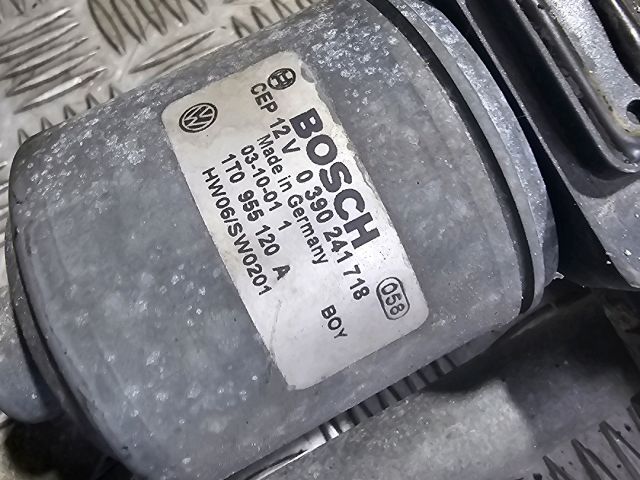 BOSCH
CEP 12 V 0 390 241 718
Made in Germany 058
03-10-01 1
1T0 955 120 A BOY
HW06/SW0201